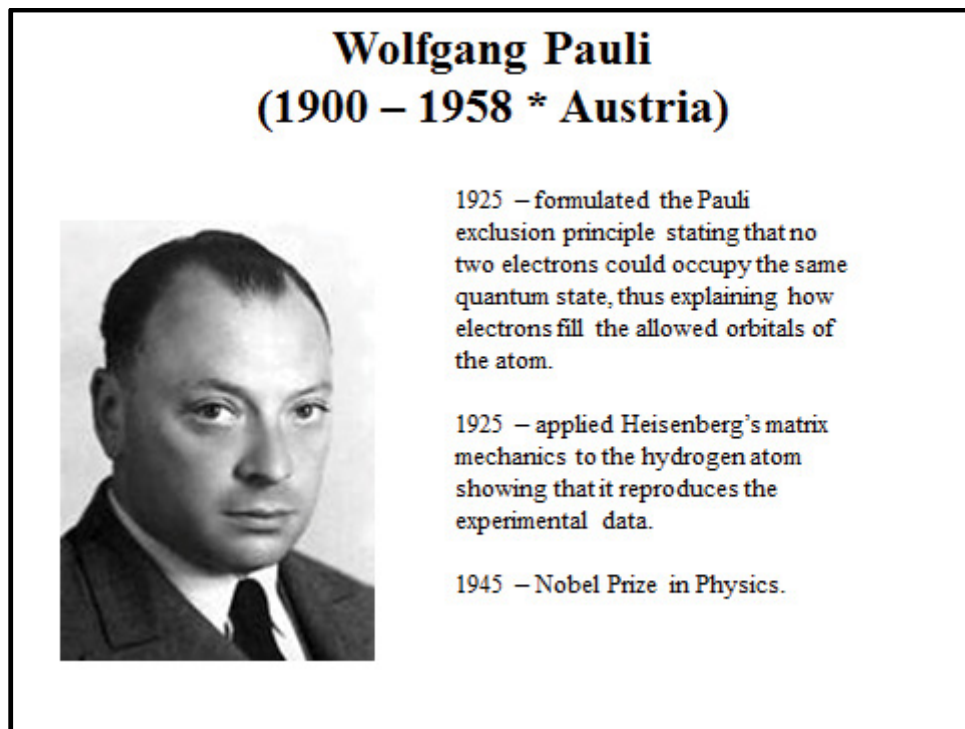 Wolfgang Pauli
(1900 – 1958 * Austria)
1925 – formulated the Pauli
exclusion principle stating that no
two electrons could occupy the same
quantum state, thus explaining how
electrons fill the allowed orbitals of
the atom.
1925 – applied Heisenberg’s matrix
mechanics to the hydrogen atom
showing that it reproduces the
experimental data.
1945 – Nobel Prize in Physics.